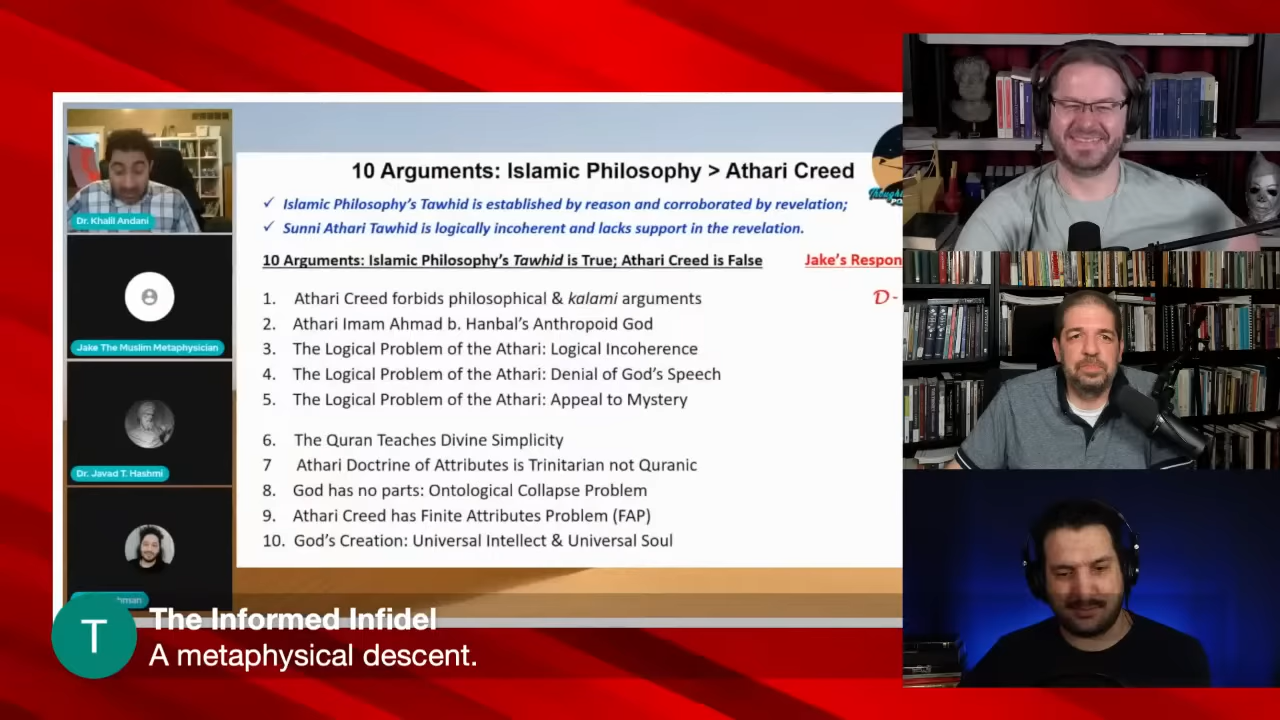 10 Arguments: Islamic Philosophy > Athari Creed
✓ Islamic Philosophy's Tawhid is established by reason and corroborated by revelation;
✓ Sunni Athari Tawhid is logically incoherent and lacks support in the revelation.
10 Arguments: Islamic Philosophy's Tawhid is True; Athari Creed is False
Jake's Respon
D-
1. Athari Creed forbids philosophical & kalami arguments
2. Athari Imam Ahmad b. Hanbal's Anthropoid God
3. The Logical Problem of the Athari: Logical Incoherence
4. The Logical Problem of the Athari: Denial of God's Speech
5. The Logical Problem of the Athari: Appeal to Mystery
6. The Quran Teaches Divine Simplicity
7 Athari Doctrine of Attributes is Trinitarian not Quranic
8. God has no parts: Ontological Collapse Problem
9. Athari Creed has Finite Attributes Problem (FAP)
10. God's Creation: Universal Intellect & Universal Soul
Dr. Khalil Andani
Jake The Muslim Metaphysician
Dr. Javad T. Hashmi
T
The Informed Infidel
A metaphysical descent.